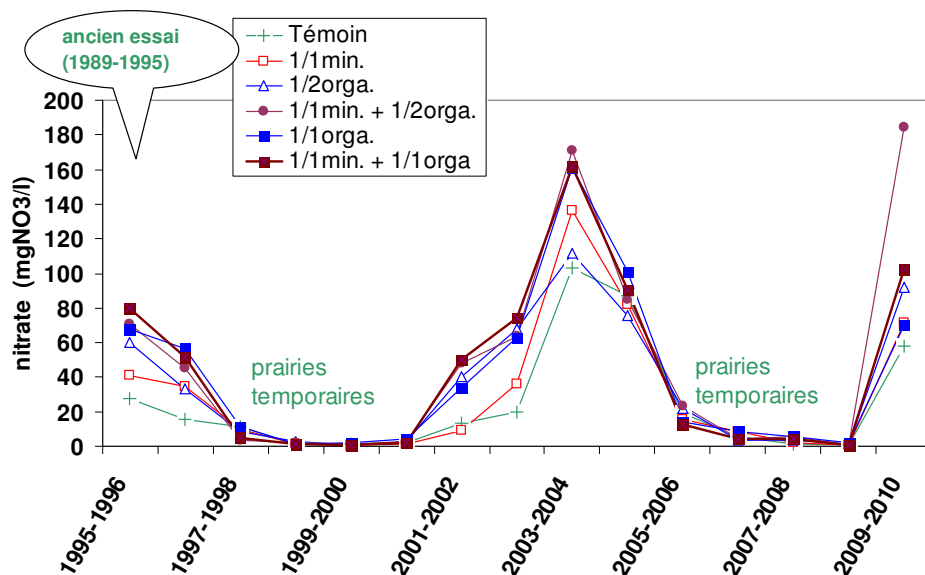 ancien essai
(1989-1995)
Témoin
1/1min.
1/2orga.
1/1min. + 1/2orga.
1/1orga.
1/1min. + 1/1orga
nitrate (mgNO3/l)
200
180
160
140
120
100
80
60
40
20
0
prairies
temporaires
prairies
temporaires
1995-1996
1997-1998
1999-2000
2001-2002
2003-2004
2005-2006
2007-2008
2009-2010